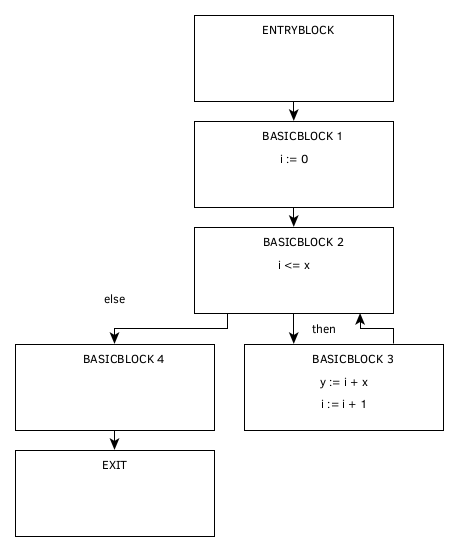 ENTRYBLOCK
BASICBLOCK 1
i := 0
BASICBLOCK 2
i <= x
else
then
BASICBLOCK 4
BASICBLOCK 3
y := i + x
i := i + 1
EXIT